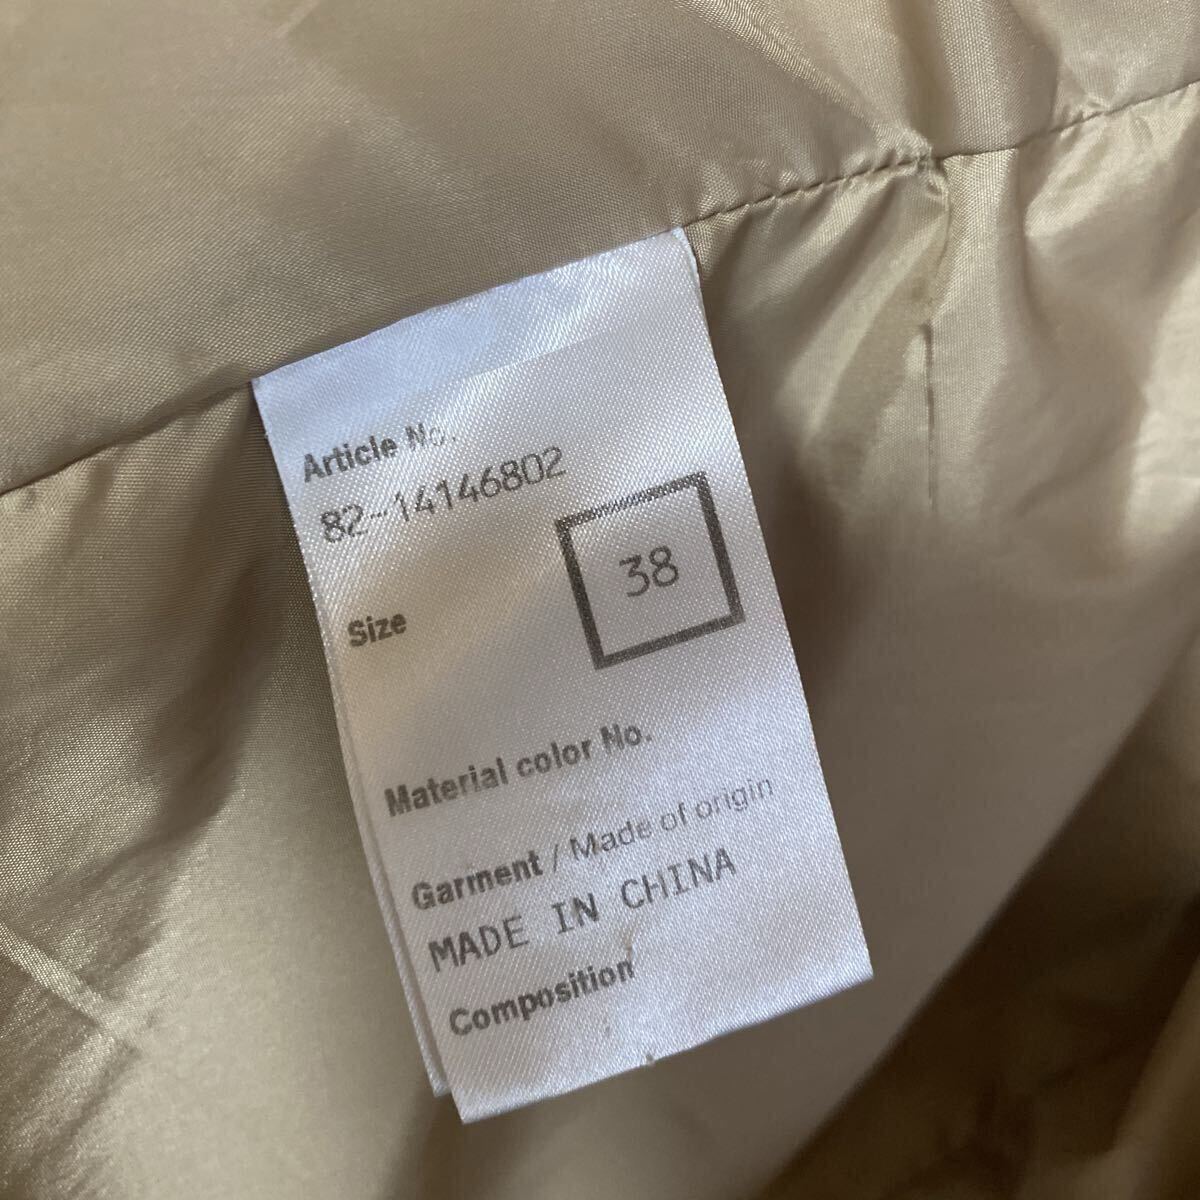 Article No.
82-14146802
Size
38
Material color No.
Garment / Made of origin
MADE IN CHINA
Composition